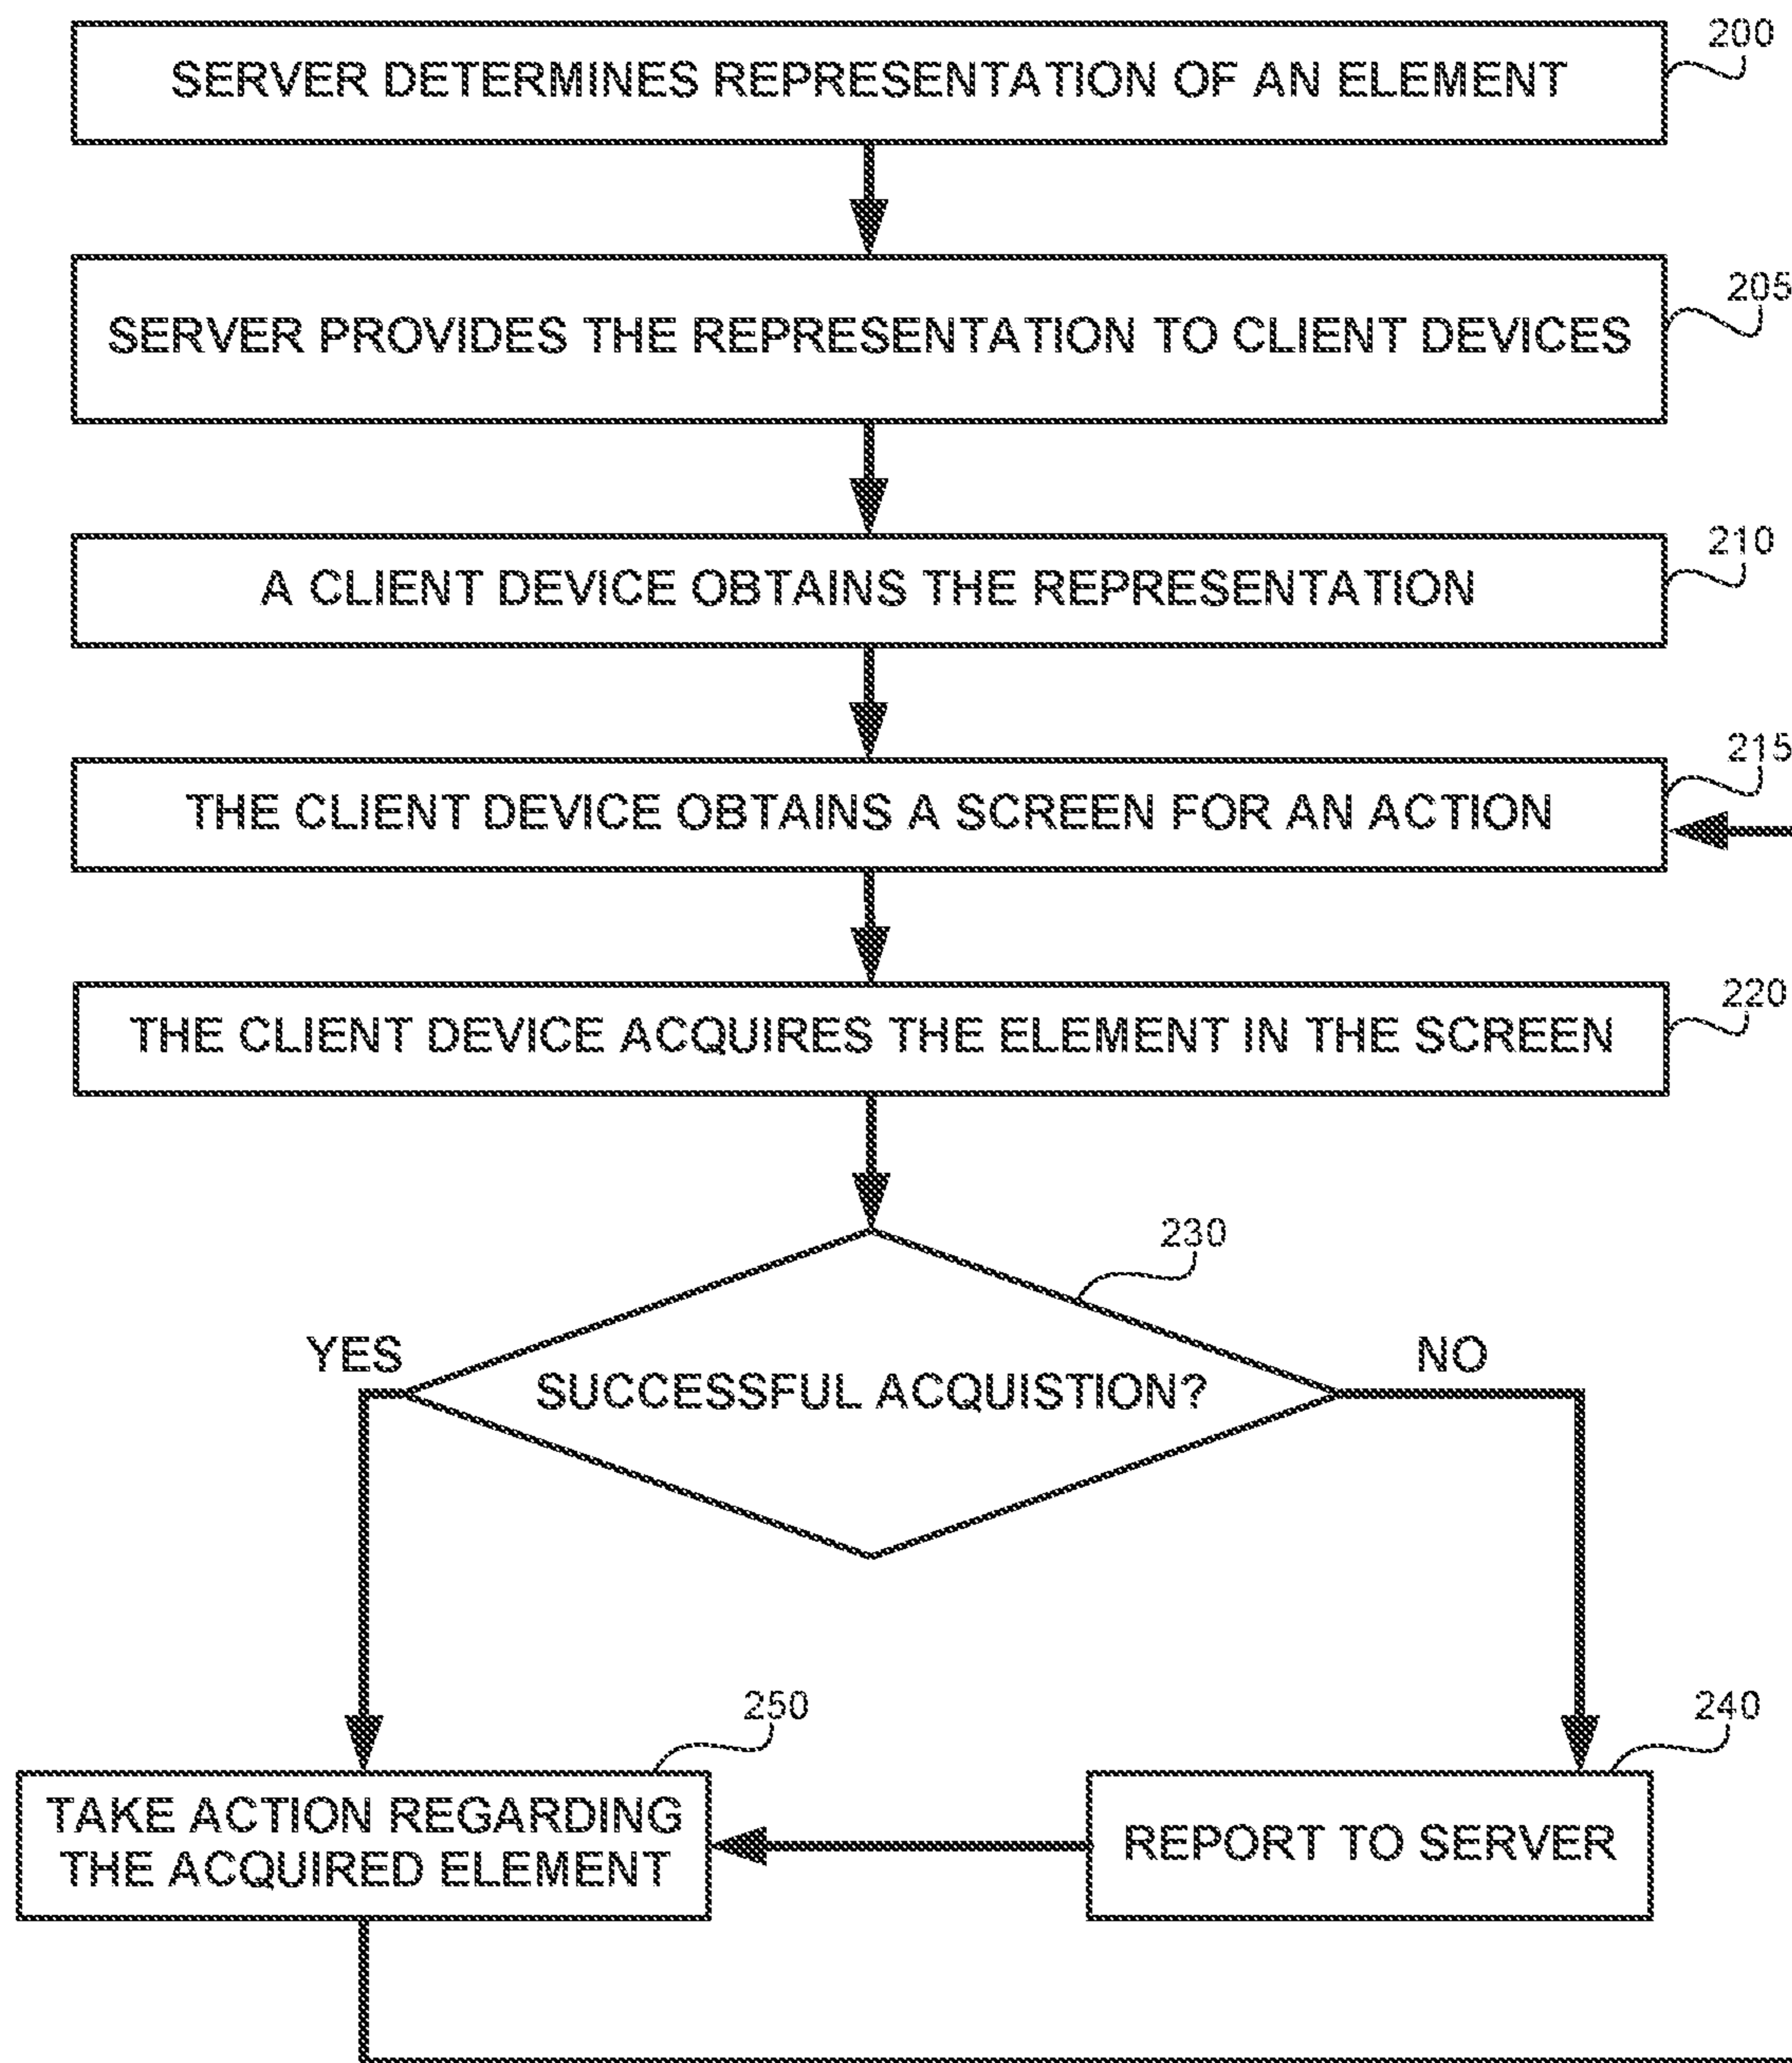 200
SERVER DETERMINES REPRESENTATION OF AN ELEMENT
205
SERVER PROVIDES THE REPRESENTATION TO CLIENT DEVICES
210
A CLIENT DEVICE OBTAINS THE REPRESENTATION
215
THE CLIENT DEVICE OBTAINS A SCREEN FOR AN ACTION
220
THE CLIENT DEVICE ACQUIRES THE ELEMENT IN THE SCREEN
230
YES
NO
SUCCESSFUL ACQUISTION?
250
240
TAKE ACTION REGARDING
THE ACQUIRED ELEMENT
REPORT TO SERVER